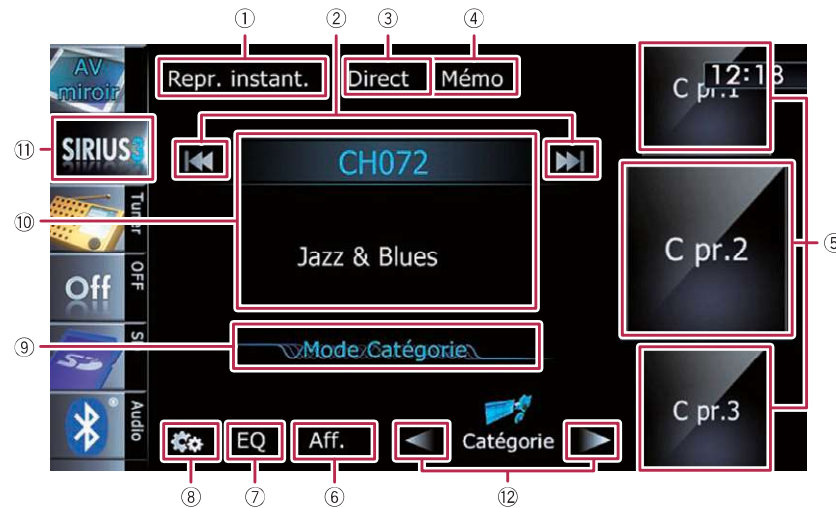 ① ② ③ ④
AV
miroir
Repr. instant. Direct Mémo
C pr.1
12:18
⑪
SIRIUS3
CH072
Tuner
⑩
⑤
Jazz & Blues
C pr.2
Off
OFF
⑨
Mode Catégorie
C pr.3
Audio
EQ Aff.
Catégorie
⑧ ⑦ ⑥ ⑫